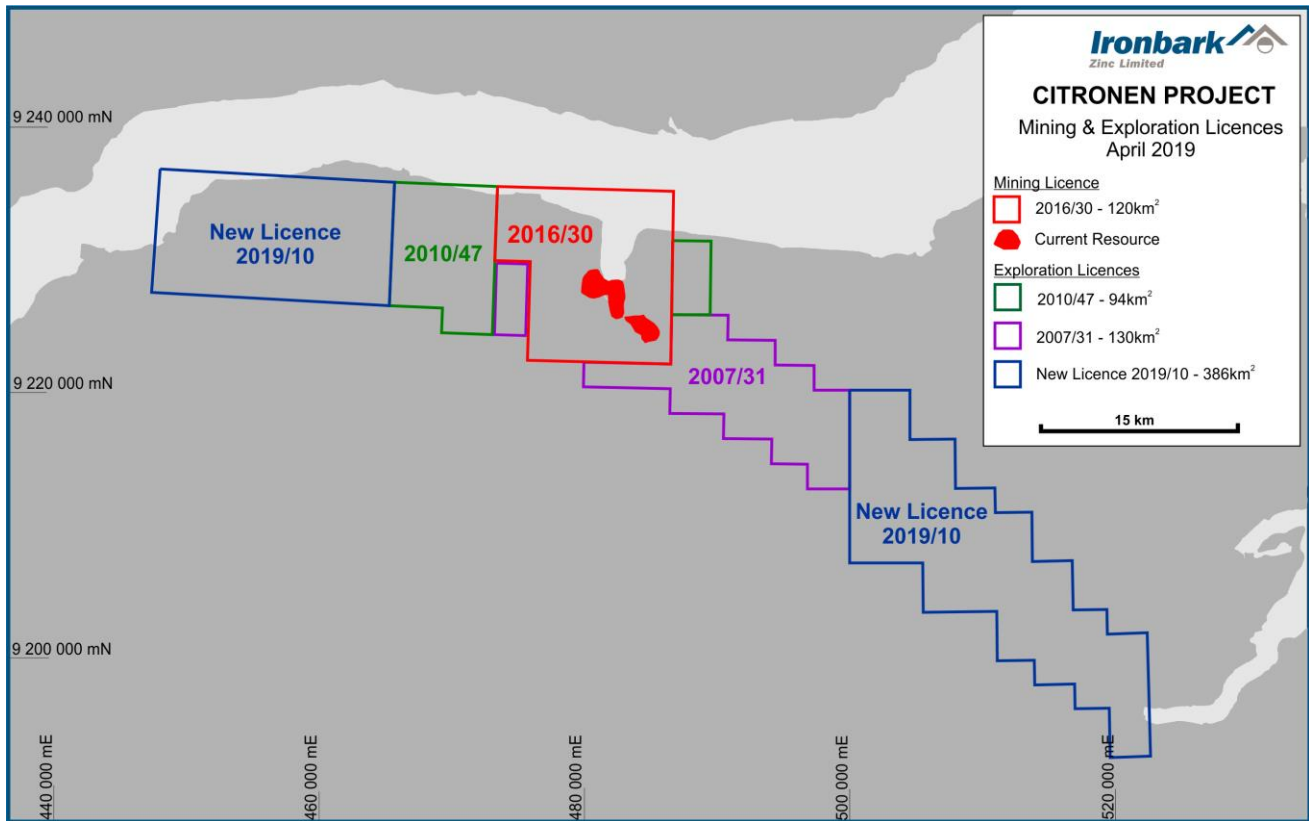 Ironbark
Zinc Limited
CITRONEN PROJECT
Mining & Exploration Licences
April 2019
Mining Licence
2016/30 - 120km²
Current Resource
Exploration Licences
2010/47 - 94km²
2007/31 - 130km²
New Licence 2019/10 - 386km²
15 km
9 240 000 mN
New Licence
2019/10
2010/47
2016/30
9 220 000 mN
2007/31
New Licence
2019/10
9 200 000 mN
440 000 mE
460 000 mE
480 000 mE
500 000 mE
520 000 mE